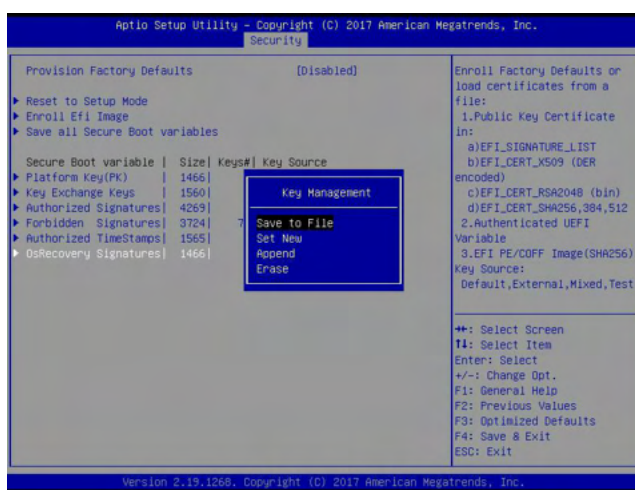 Aptio Setup Utility – Copyright (C) 2017 American Megatrends, Inc.
Security
Provision Factory Defaults [Disabled]
Reset to Setup Mode
Enroll Efi Image
Save all Secure Boot variables
Secure Boot variable | Size| Keys#| Key Source
Platform Key(PK) | 1466|
Key Exchange Keys | 1560|
Authorized Signatures| 4269|
Forbidden Signatures| 3724| 7
Authorized TimeStamps| 1565|
OsRecovery Signatures| 1466|
Key Management
Save to File
Set New
Append
Erase
Enroll Factory Defaults or
load certificates from a
file:
1.Public Key Certificate
in:
a)EFI_SIGNATURE_LIST
b)EFI_CERT_X509 (DER
encoded)
c)EFI_CERT_RSA2048 (bin)
d)EFI_CERT_SHA256,384,512
2.Authenticated UEFI
Variable
3.EFI PE/COFF Image(SHA256)
Key Source:
Default,External,Mixed,Test
→←: Select Screen
↑↓: Select Item
Enter: Select
+/-: Change Opt.
F1: General Help
F2: Previous Values
F3: Optimized Defaults
F4: Save & Exit
ESC: Exit
Version 2.19.1268. Copyright (C) 2017 American Megatrends, Inc.